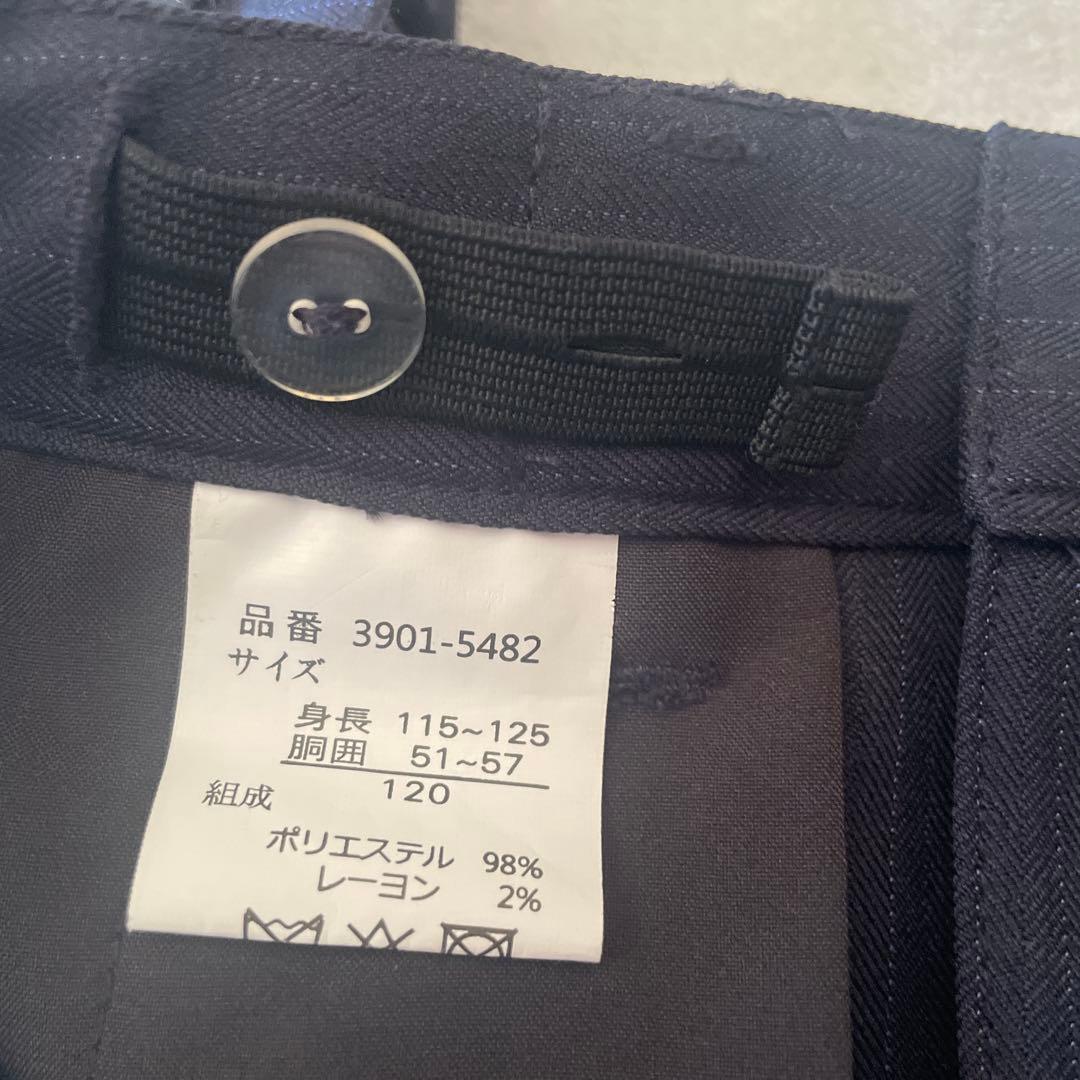 品番 3901-5482
サイズ
身長 115~125
胴囲 51~57
120
組成
ポリエステル 98%
レーヨン 2%